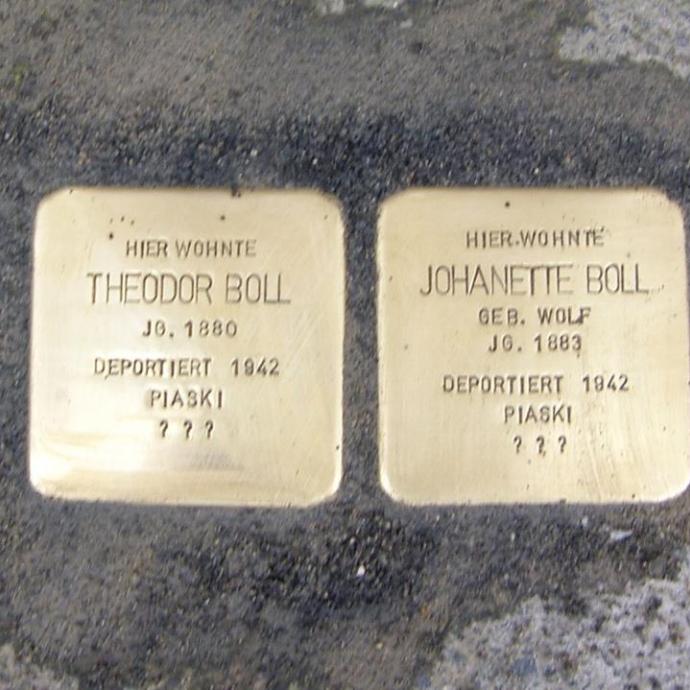 HIER WOHNTE
THEODOR BOLL
JG. 1880
DEPORTIERT 1942
PIASKI
? ? ?
HIER WOHNTE
JOHANETTE BOLL
GEB. WOLF
JG. 1883
DEPORTIERT 1942
PIASKI
? ? ?